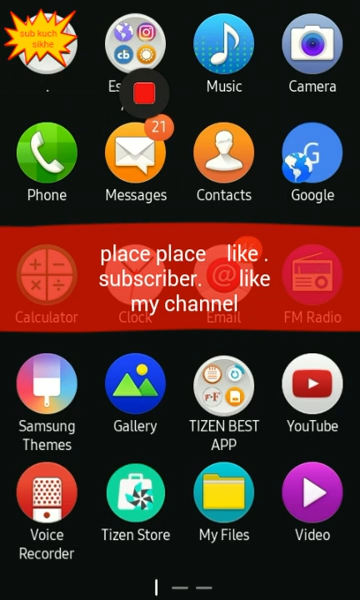 sub kuch
sikhe
.
Es
Music
Camera
21
Phone
Messages
Contacts
Google
place place like .
subscriber. @ like
my channel
Calculator
Clock
Email
FM Radio
Samsung
Themes
Gallery
TIZEN BEST
APP
YouTube
Voice
Recorder
Tizen Store
My Files
Video